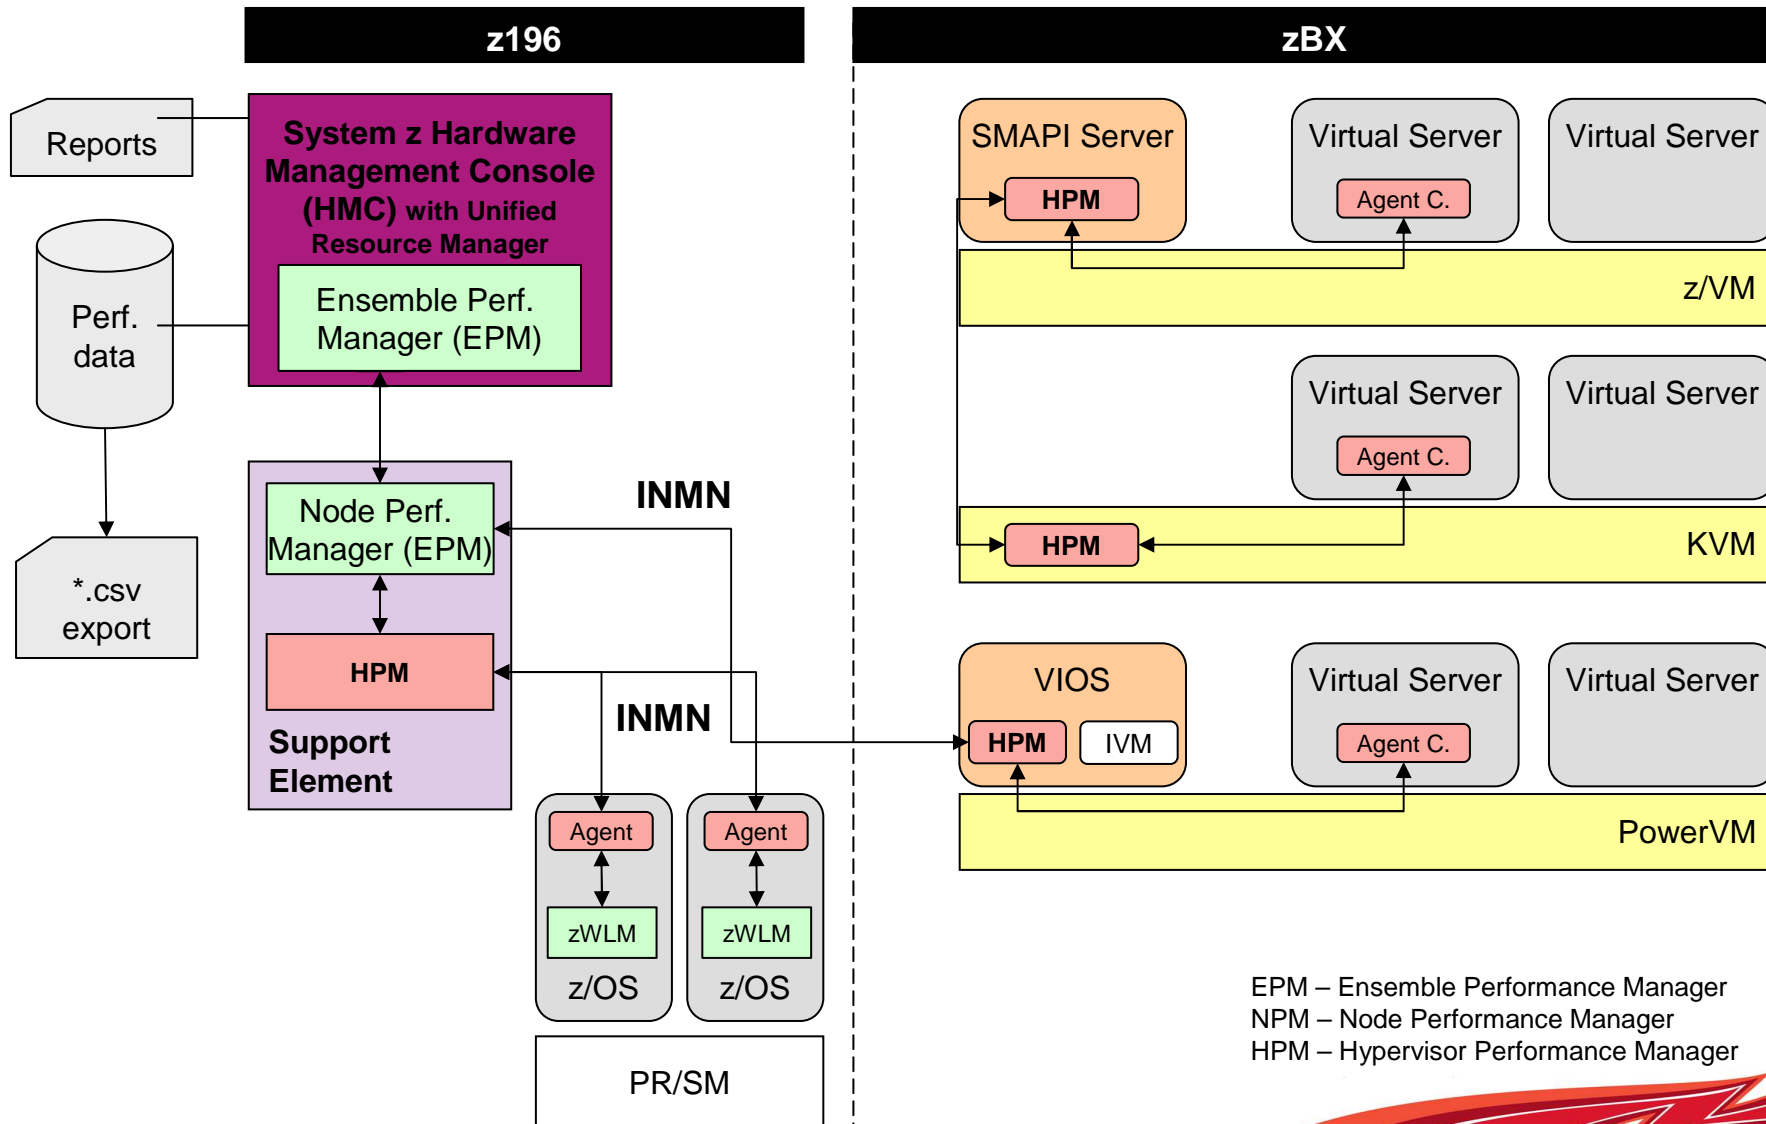 z196
zBX
Reports
System z Hardware
Management Console
(HMC) with Unified
Resource Manager
Ensemble Perf.
Manager (EPM)
Perf.
data
*.csv
export
Node Perf.
Manager (EPM)
HPM
Support
Element
INMN
INMN
Agent
zWLM
z/OS
Agent
zWLM
z/OS
PR/SM
SMAPI Server
HPM
Virtual Server
Agent C.
Virtual Server
z/VM
Virtual Server
Agent C.
Virtual Server
HPM
KVM
VIOS
HPM
IVM
Virtual Server
Agent C.
Virtual Server
PowerVM
EPM – Ensemble Performance Manager
NPM – Node Performance Manager
HPM – Hypervisor Performance Manager